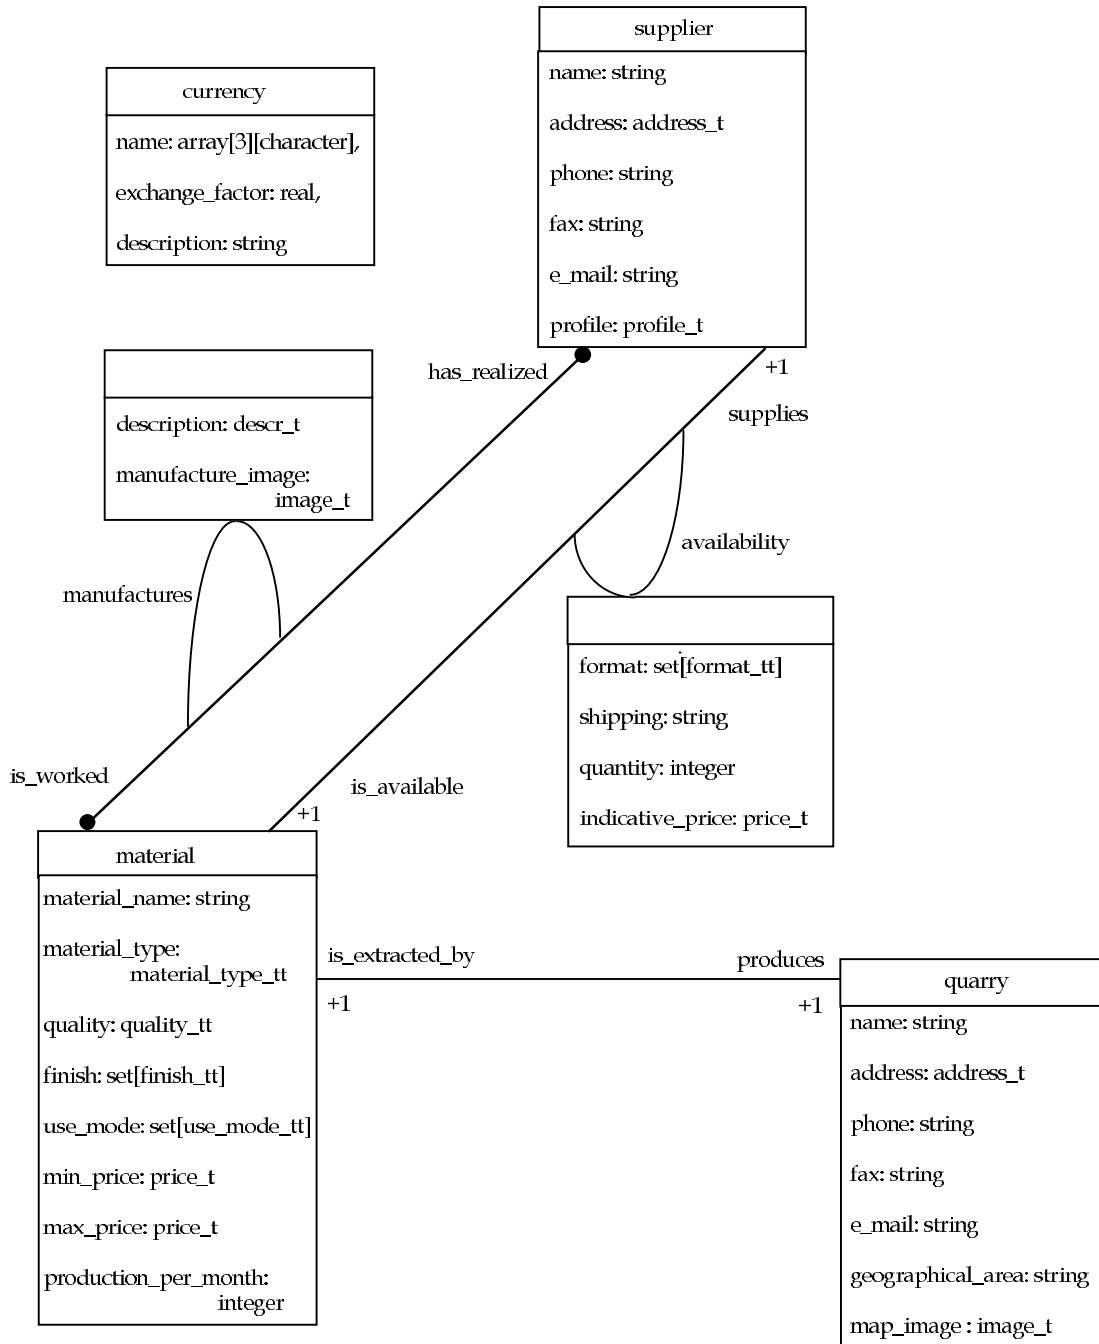 supplier
name: string
address: address_t
phone: string
fax: string
e_mail: string
profile: profile_t
currency
name: array[3][character],
exchange_factor: real,
description: string
description: descr_t
manufacture_image:
image_t
has_realized
+1
supplies
manufactures
availability
format: set[format_tt]
shipping: string
quantity: integer
indicative_price: price_t
is_worked
is_available
+1
material
material_name: string
material_type:
material_type_tt
quality: quality_tt
finish: set[finish_tt]
use_mode: set[use_mode_tt]
min_price: price_t
max_price: price_t
production_per_month:
integer
is_extracted_by
+1
produces
+1
quarry
name: string
address: address_t
phone: string
fax: string
e_mail: string
geographical_area: string
map_image : image_t